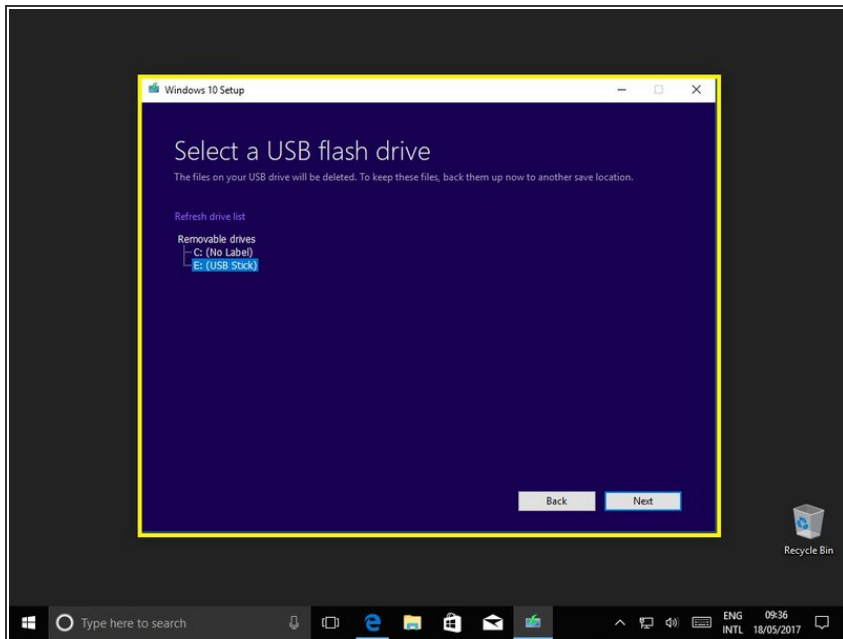 Windows 10 Setup
Select a USB flash drive
The files on your USB drive will be deleted. To keep these files, back them up now to another save location.
Refresh drive list
Removable drives
C: (No Label)
E: (USB Stick)
Back Next
Recycle Bin
Type here to search
ENG 09:36
INTL 18/05/2017